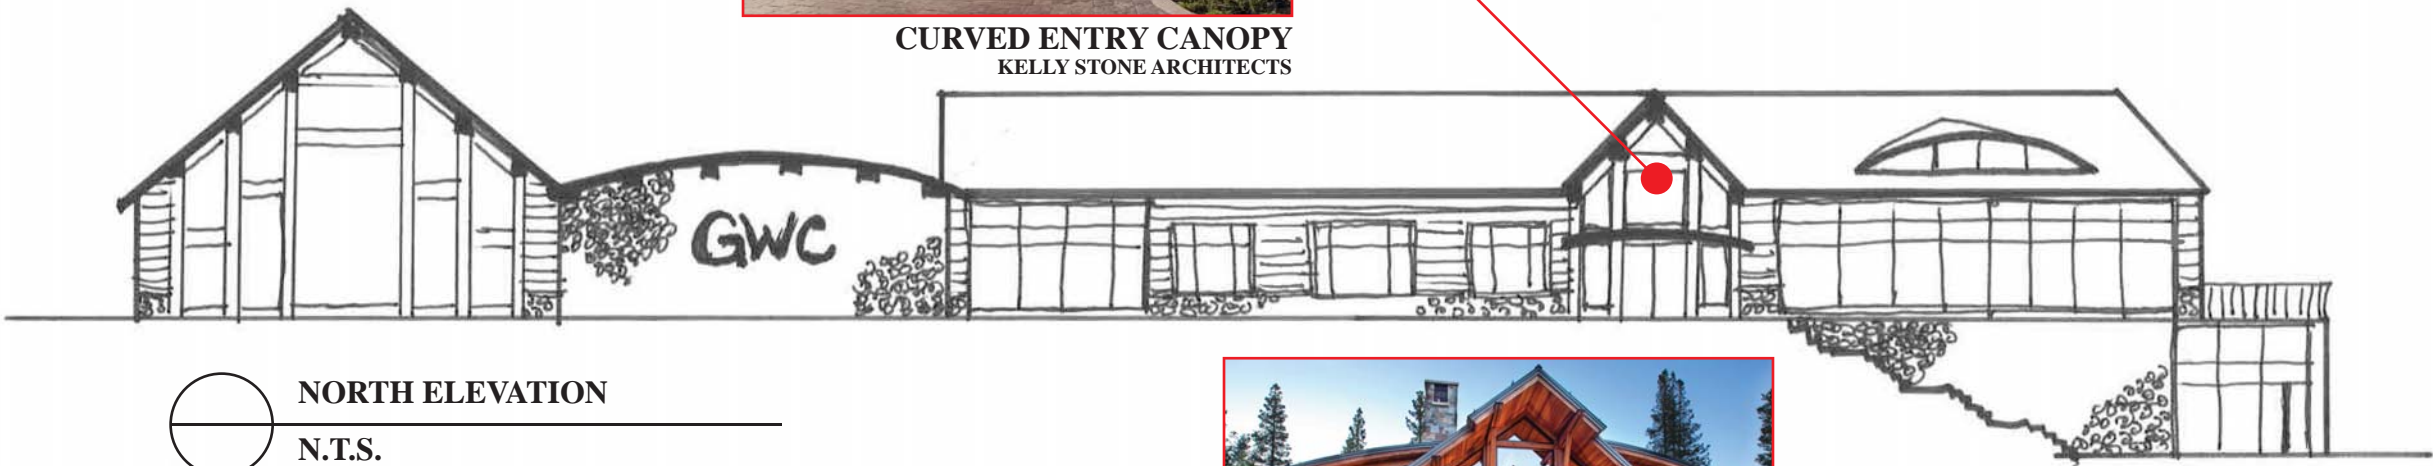 CURVED ENTRY CANOPY
KELLY STONE ARCHITECTS
GWC
NORTH ELEVATION
N.T.S.